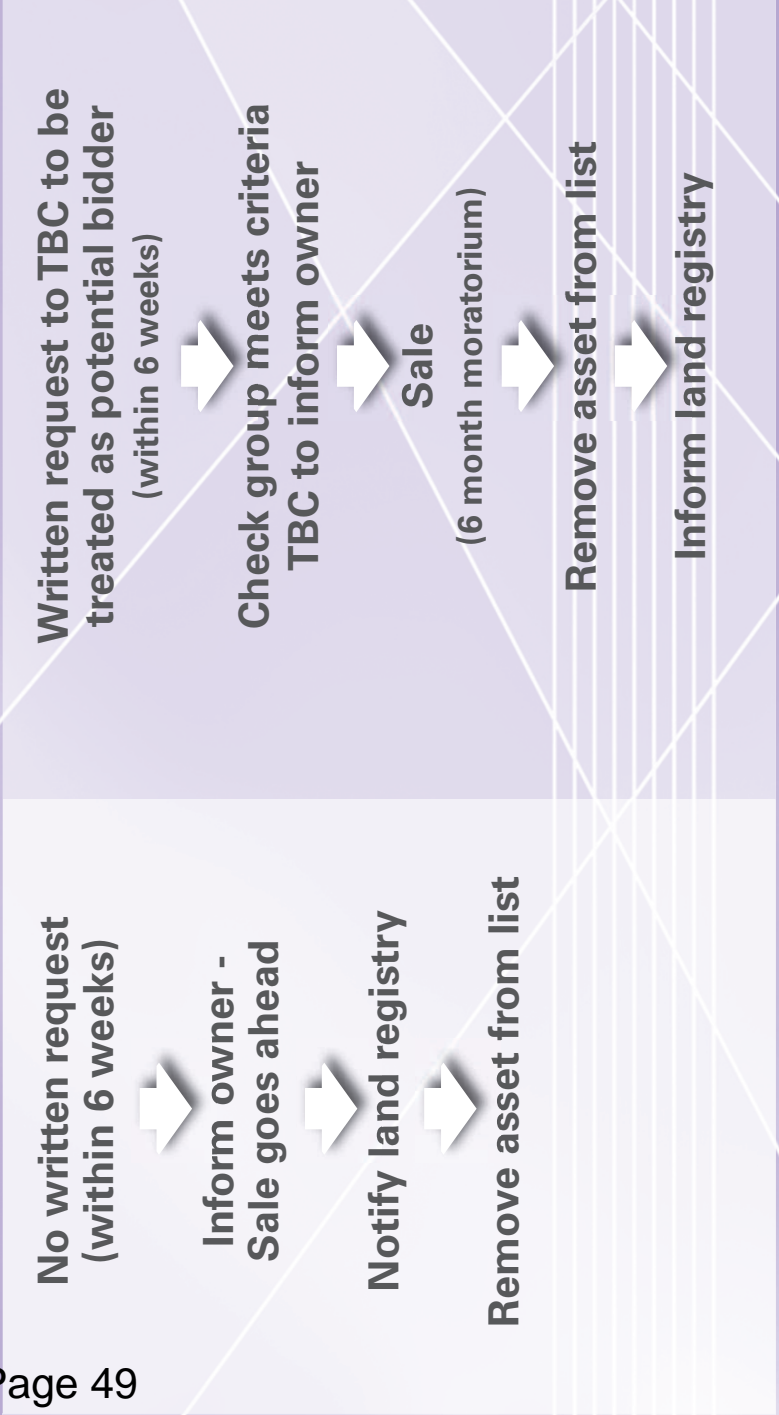 No written request
(within 6 weeks)
Inform owner -
Sale goes ahead
Notify land registry
Remove asset from list
Written request to TBC to be
treated as potential bidder
(within 6 weeks)
Check group meets criteria
TBC to inform owner
Sale
(6 month moratorium)
Remove asset from list
Inform land registry
Page 49